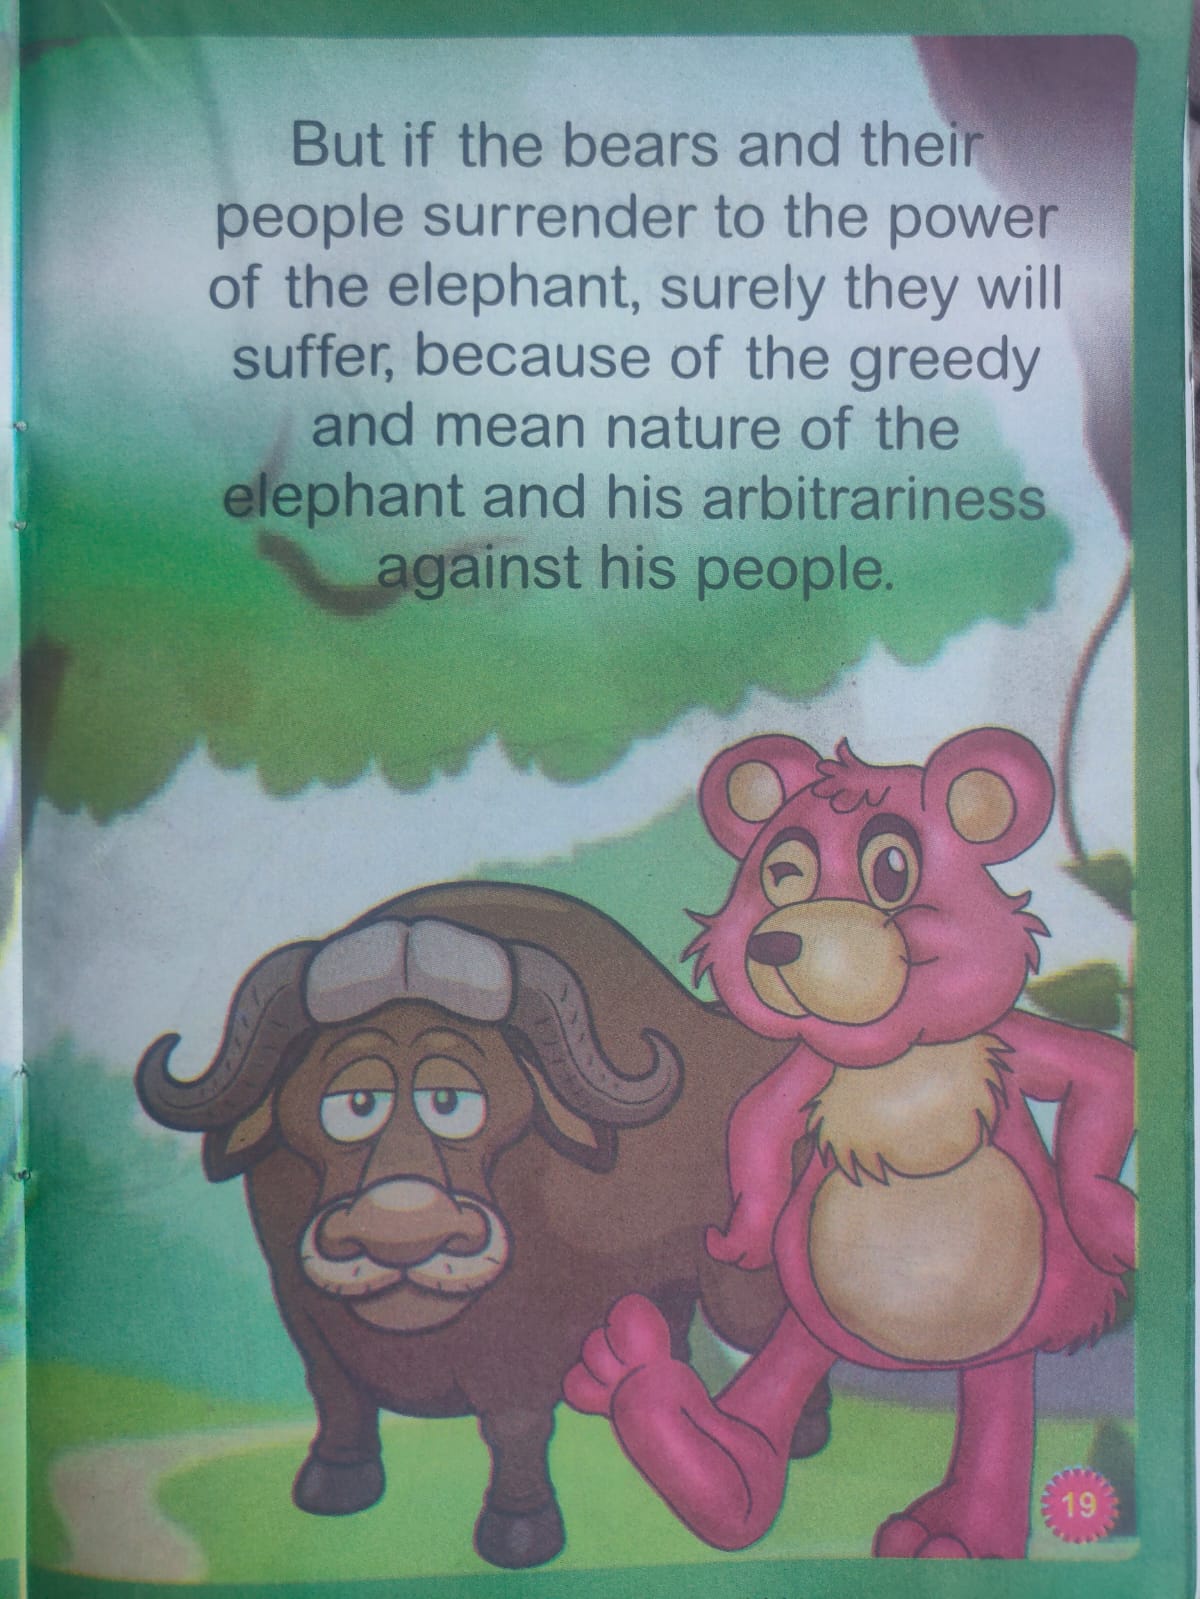 But if the bears and their
people surrender to the power
of the elephant, surely they will
suffer, because of the greedy
and mean nature of the
elephant and his arbitrariness
against his people.
19